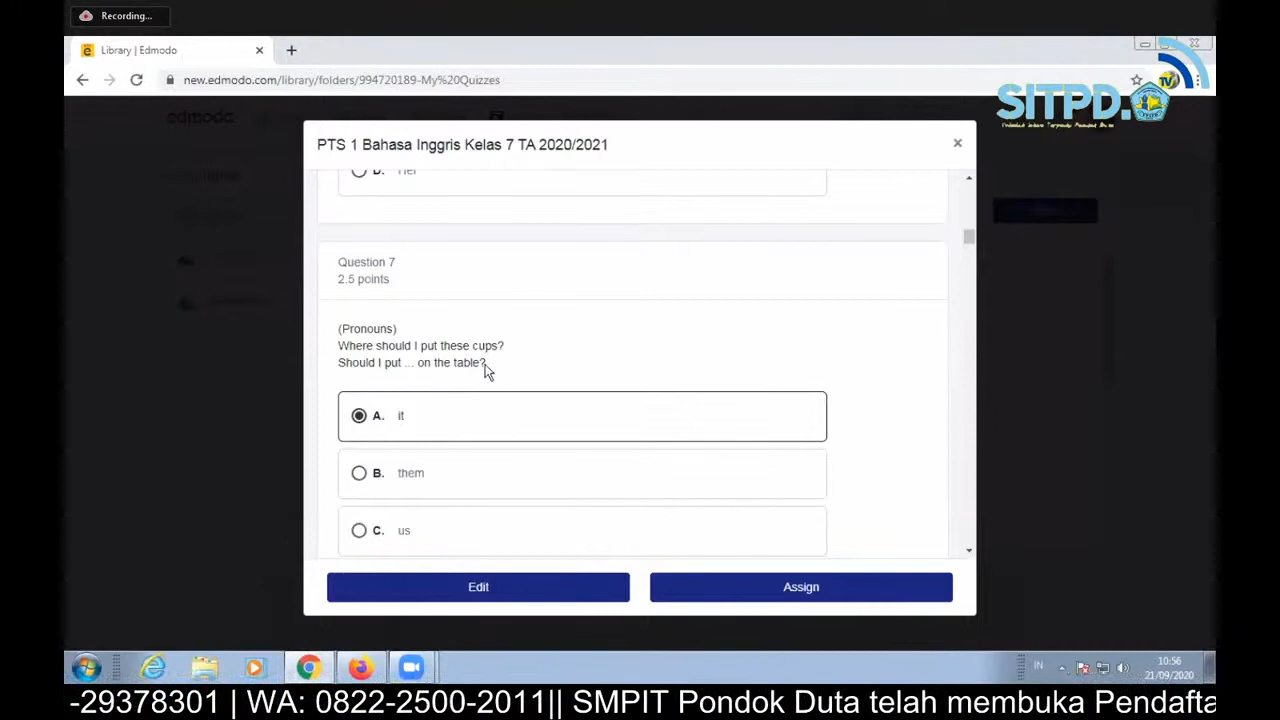 Recording...
Library | Edmodo
new.edmodo.com/library/folders/994720189-My%20Quizzes
TV
SITPD.
edmodo
PTS 1 Bahasa Inggris Kelas 7 TA 2020/2021
D. Her
Question 7
2.5 points
(Pronouns)
Where should I put these cups?
Should I put ... on the table?
A. it
B. them
C. us
Edit
Assign
IN
10:56
21/09/2020
-29378301 | WA: 0822-2500-2011|| SMPIT Pondok Duta telah membuka Pendafta